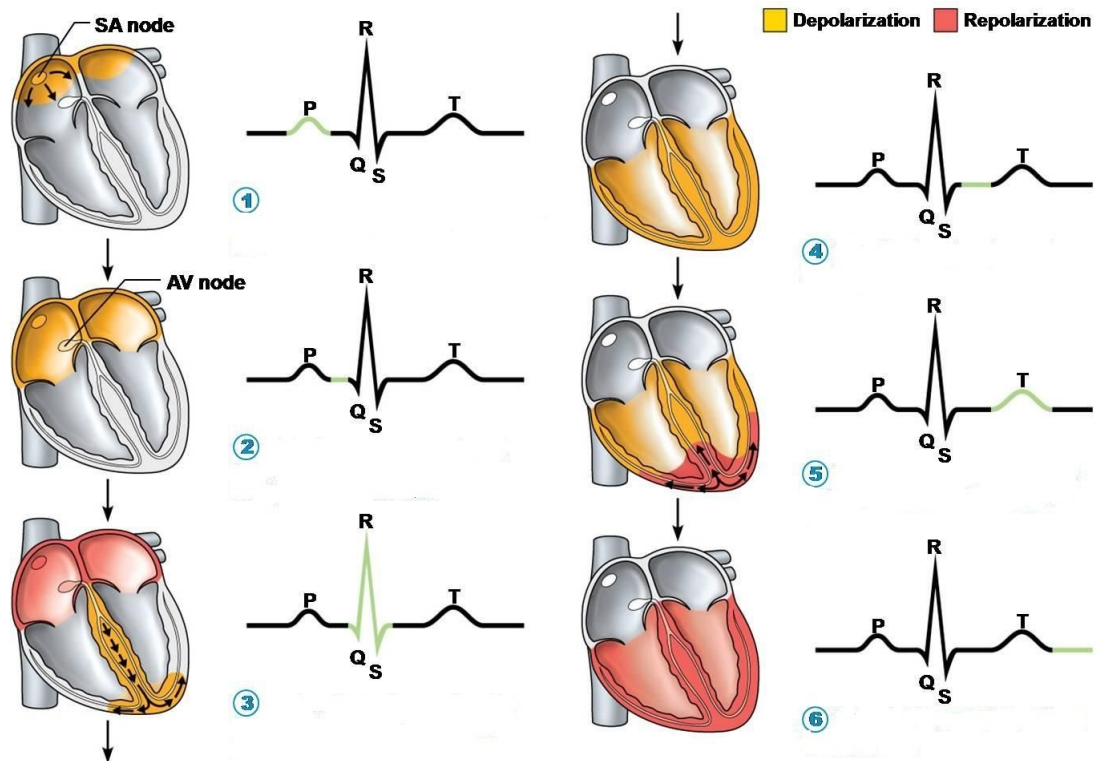 SA node
R
P
T
Q
S
①
AV node
R
P
T
Q
S
②
R
P
T
Q
S
③
Depolarization
Repolarization
R
P
T
Q
S
④
R
P
T
Q
S
⑤
R
P
T
Q
S
⑥